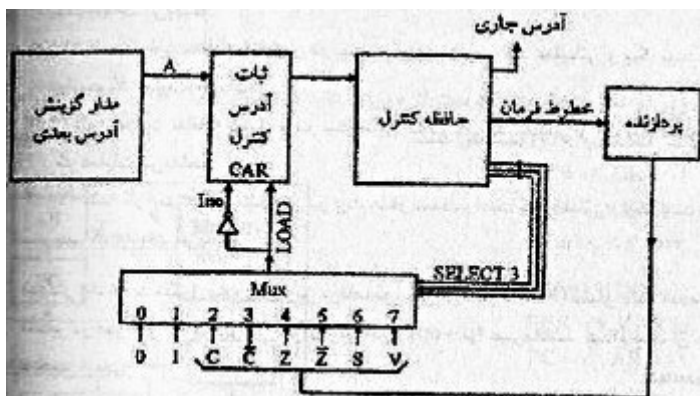 آدرس جاری
مدار گزینش
آدرس بعدی
A
ثبات
آدرس
کنترل
CAR
حافظه کنترل
خطوط فرمان
پردازنده
Inc
LOAD
SELECT 3
Mux
0 1 2 3 4 5 6 7
0 1 C C̅ Z Z̅ S V